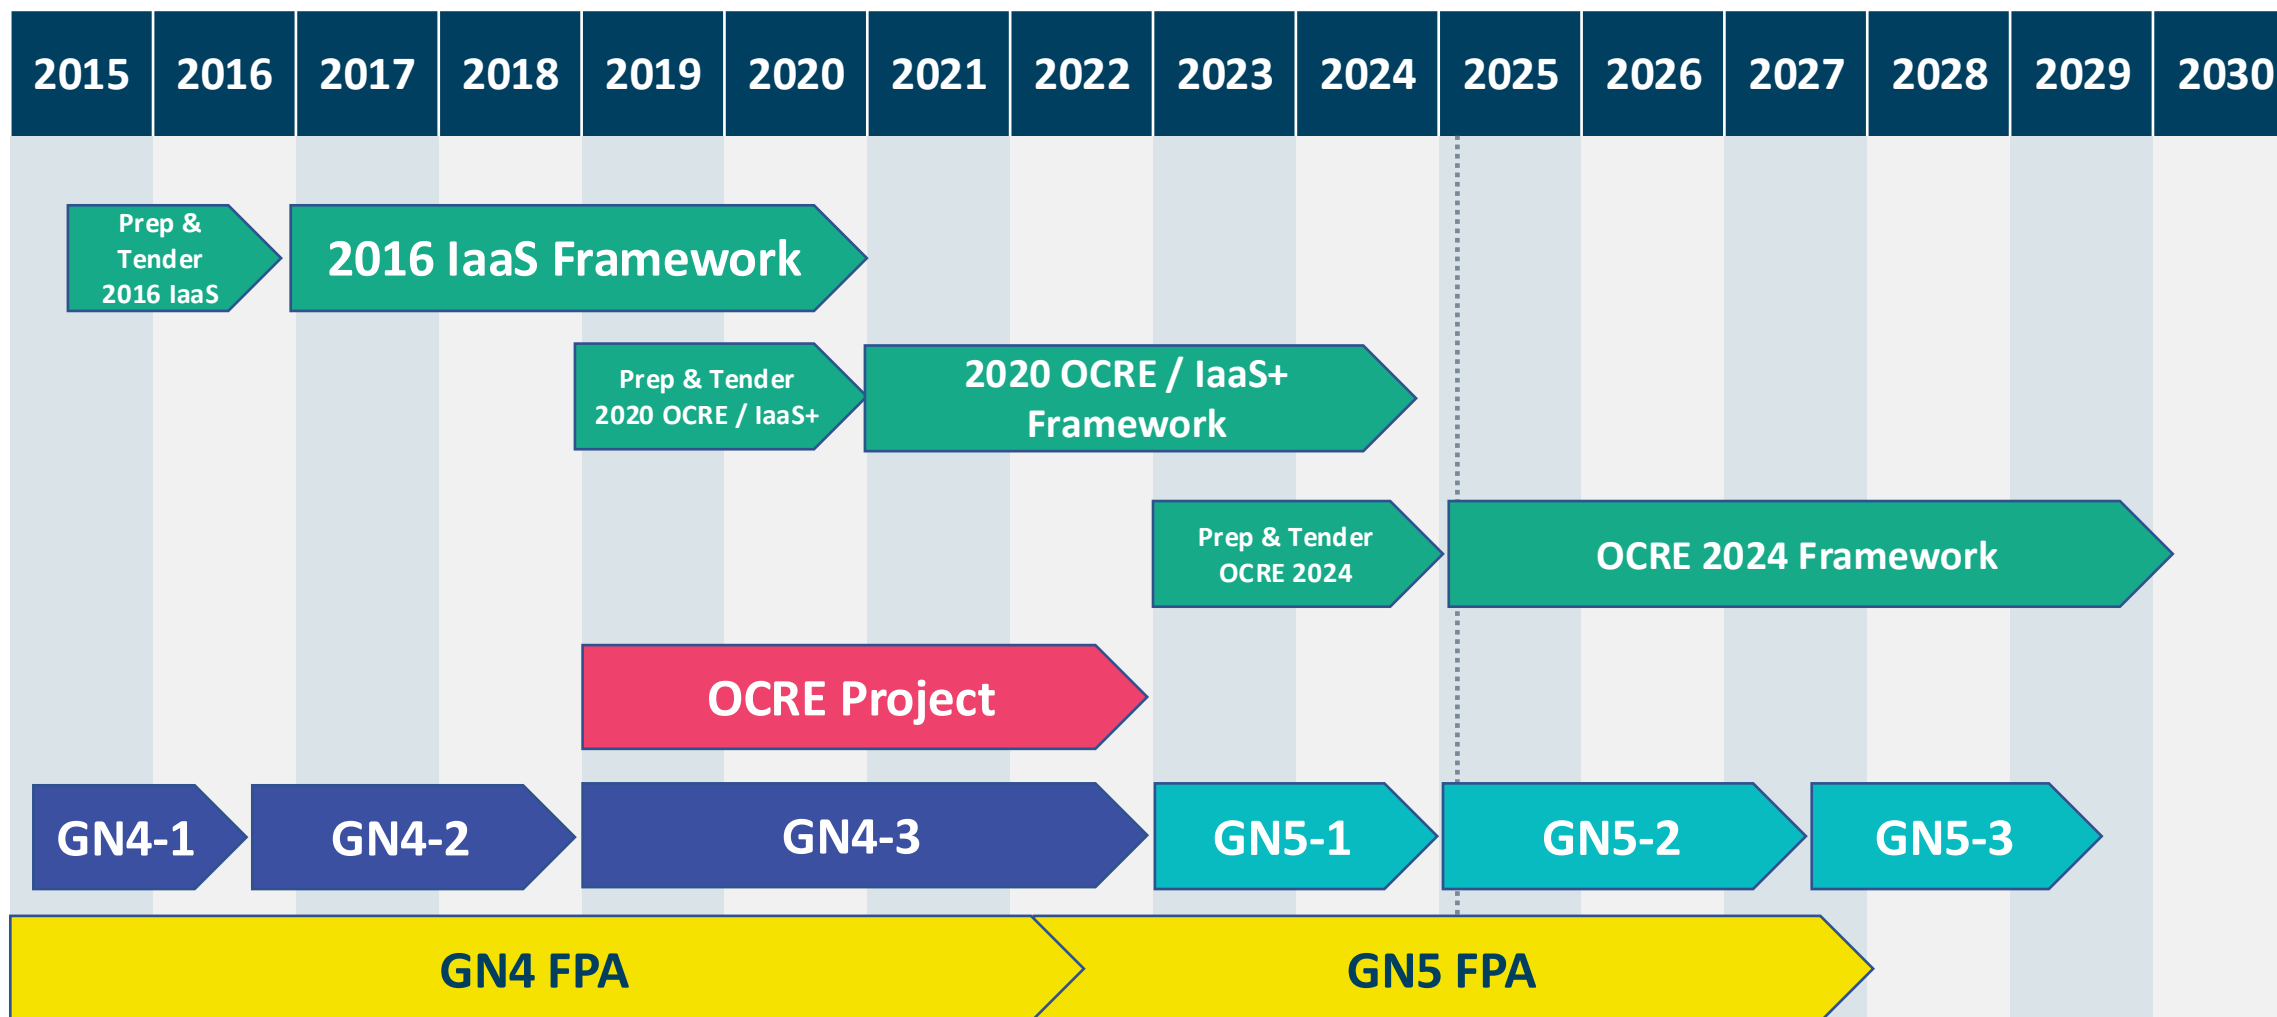 2015 2016 2017 2018 2019 2020 2021 2022 2023 2024 2025 2026 2027 2028 2029 2030
Prep &
Tender
2016 IaaS
2016 IaaS Framework
Prep & Tender
2020 OCRE / IaaS+
2020 OCRE / IaaS+
Framework
Prep & Tender
OCRE 2024
OCRE 2024 Framework
OCRE Project
GN4-1
GN4-2
GN4-3
GN5-1
GN5-2
GN5-3
GN4 FPA
GN5 FPA